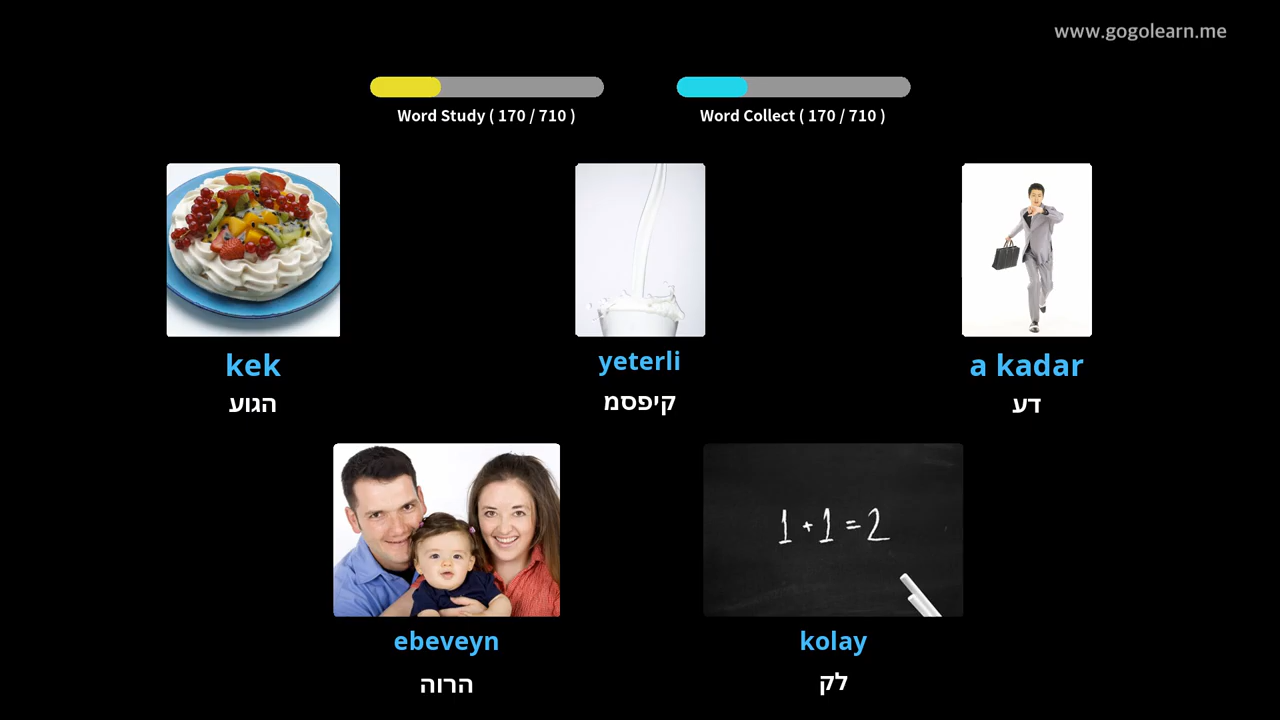 www.gogolearn.me
Word Study ( 170 / 710 )
Word Collect ( 170 / 710 )
kek
yeterli
a kadar
הגוע
קיפסמ
דע
ebeveyn
kolay
הרוה
לק
1 + 1 = 2